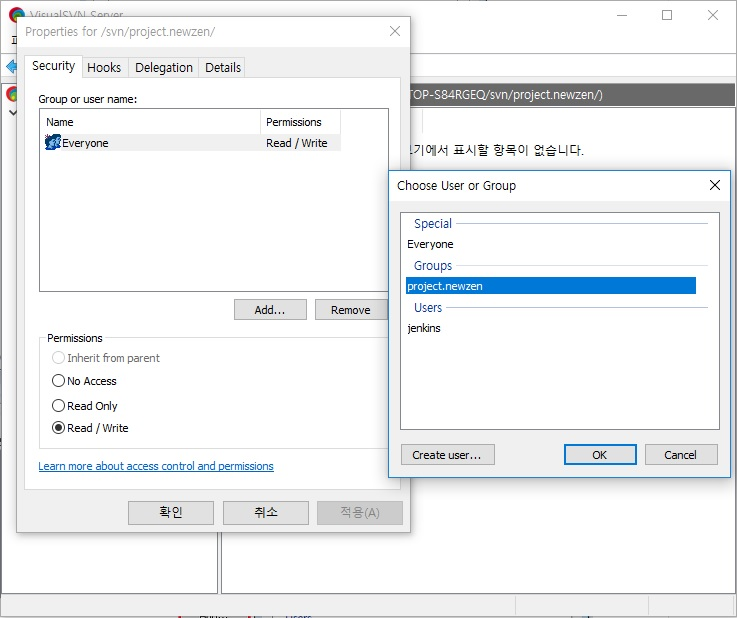 VisualSVN Server
Properties for /svn/project.newzen/
Security Hooks Delegation Details
Group or user name:
Name Permissions
Everyone Read / Write
Add... Remove
Permissions
Inherit from parent
No Access
Read Only
Read / Write
Learn more about access control and permissions
확인 취소 적용(A)
TOP-S84RGEQ/svn/project.newzen/)
기에서 표시할 항목이 없습니다.
Choose User or Group
Special
Everyone
Groups
project.newzen
Users
jenkins
Create user... OK Cancel